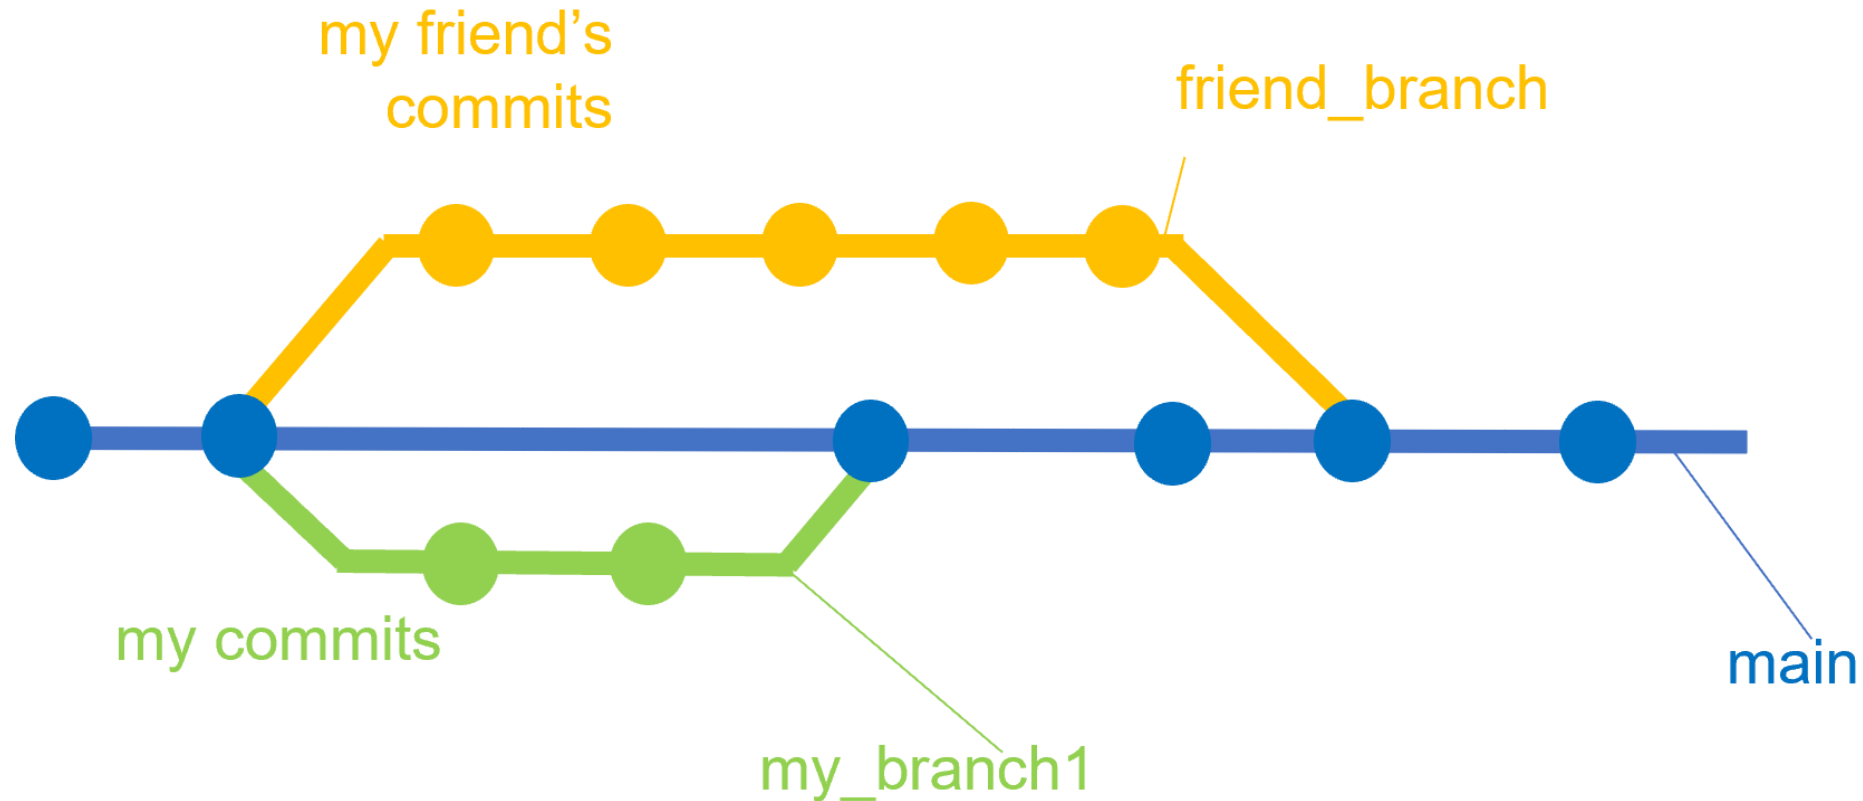 my friend’s
commits
friend_branch
my commits
main
my_branch1